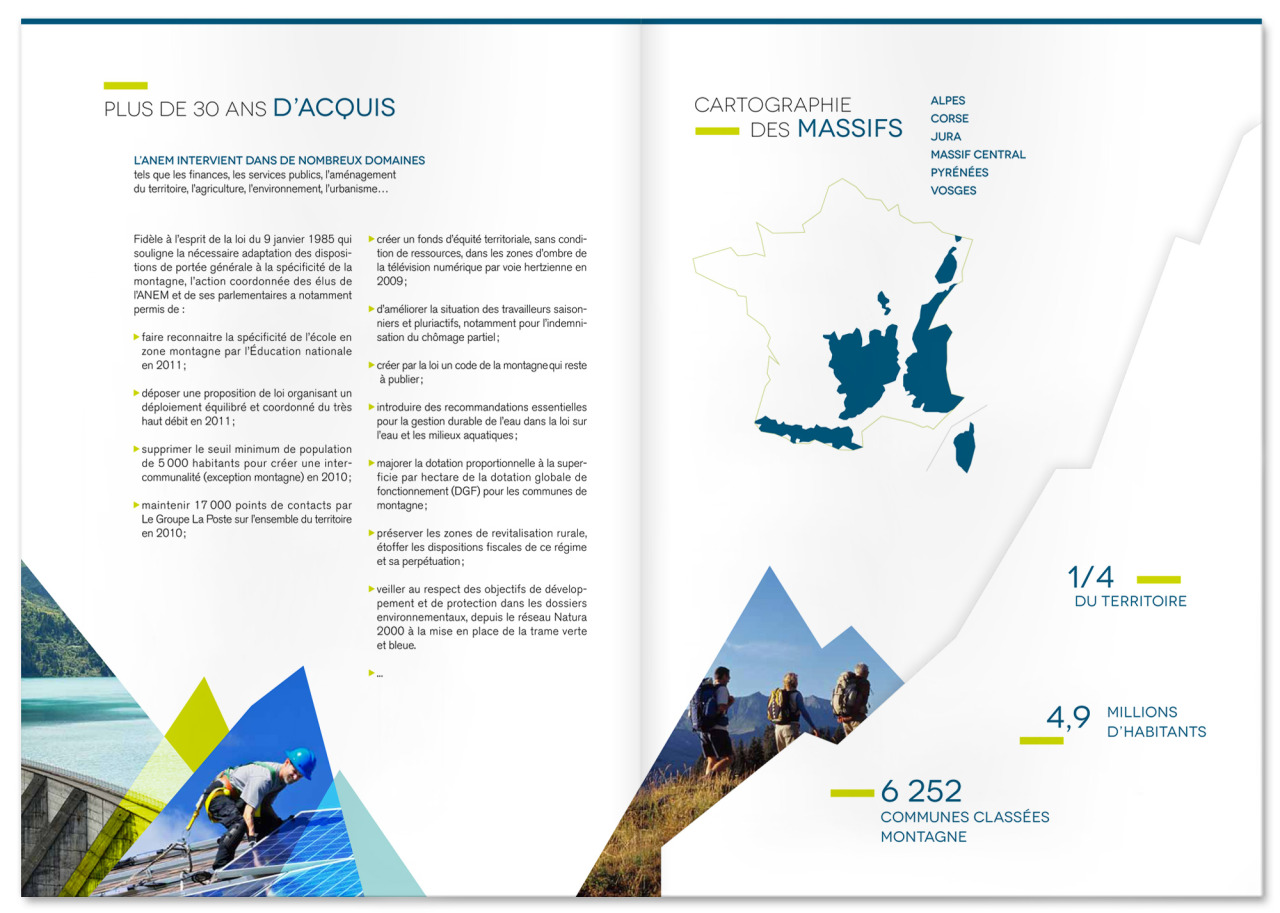 PLUS DE 30 ANS D'ACQUIS
L'ANEM INTERVIENT DANS DE NOMBREUX DOMAINES
tels que les finances, les services publics, l'aménagement
du territoire, l'agriculture, l'environnement, l'urbanisme…
Fidèle à l'esprit de la loi du 9 janvier 1985 qui
souligne la nécessaire adaptation des disposi-
tions de portée générale à la spécificité de la
montagne, l'action coordonnée des élus de
l'ANEM et de ses parlementaires a notamment
permis de :
faire reconnaitre la spécificité de l'école en
zone montagne par l'Éducation nationale
en 2011 ;
déposer une proposition de loi organisant un
déploiement équilibré et coordonné du très
haut débit en 2011 ;
supprimer le seuil minimum de population
de 5 000 habitants pour créer une inter-
communalité (exception montagne) en 2010 ;
maintenir 17 000 points de contacts par
Le Groupe La Poste sur l'ensemble du territoire
en 2010 ;
créer un fonds d'équité territoriale, sans condi-
tion de ressources, dans les zones d'ombre de
la télévision numérique par voie hertzienne en
2009 ;
d'améliorer la situation des travailleurs saison-
niers et pluriactifs, notamment pour l'indemni-
sation du chômage partiel ;
créer par la loi un code de la montagne qui reste
à publier ;
introduire des recommandations essentielles
pour la gestion durable de l'eau dans la loi sur
l'eau et les milieux aquatiques ;
majorer la dotation proportionnelle à la super-
ficie par hectare de la dotation globale de
fonctionnement (DGF) pour les communes de
montagne ;
préserver les zones de revitalisation rurale,
étoffer les dispositions fiscales de ce régime
et sa perpétuation ;
veiller au respect des objectifs de dévelop-
pement et de protection dans les dossiers
environnementaux, depuis le réseau Natura
2000 à la mise en place de la trame verte
et bleue.
...
CARTOGRAPHIE
DES MASSIFS
ALPES
CORSE
JURA
MASSIF CENTRAL
PYRÉNÉES
VOSGES
1/4
DU TERRITOIRE
4,9 MILLIONS
D'HABITANTS
6 252
COMMUNES CLASSÉES
MONTAGNE